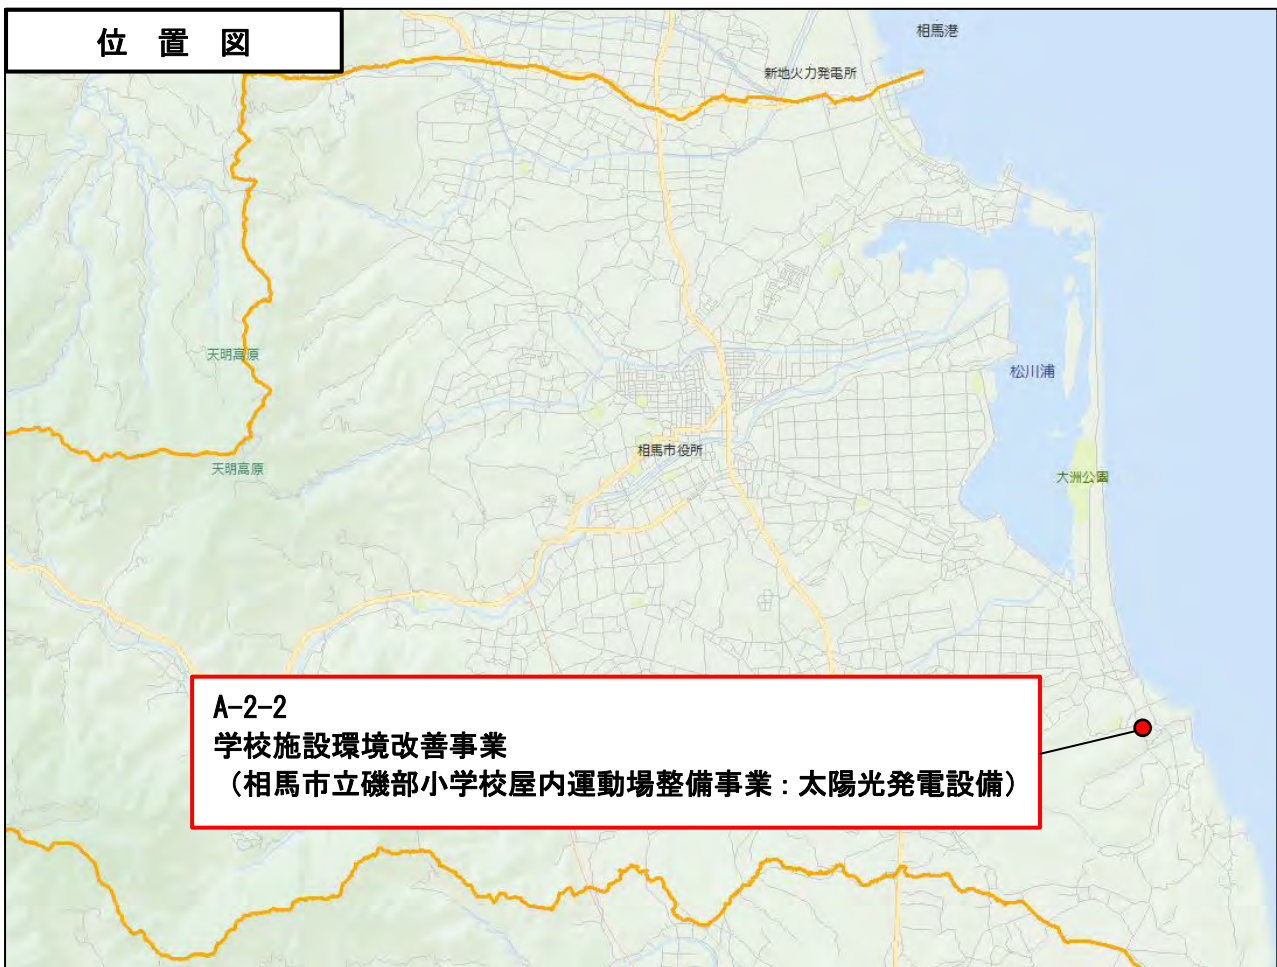 位置図
相馬港
新地火力発電所
天明高原
松川浦
相馬市役所
天明高原
大洲公園
A-2-2
学校施設環境改善事業
（相馬市立磯部小学校屋内運動場整備事業：太陽光発電設備）